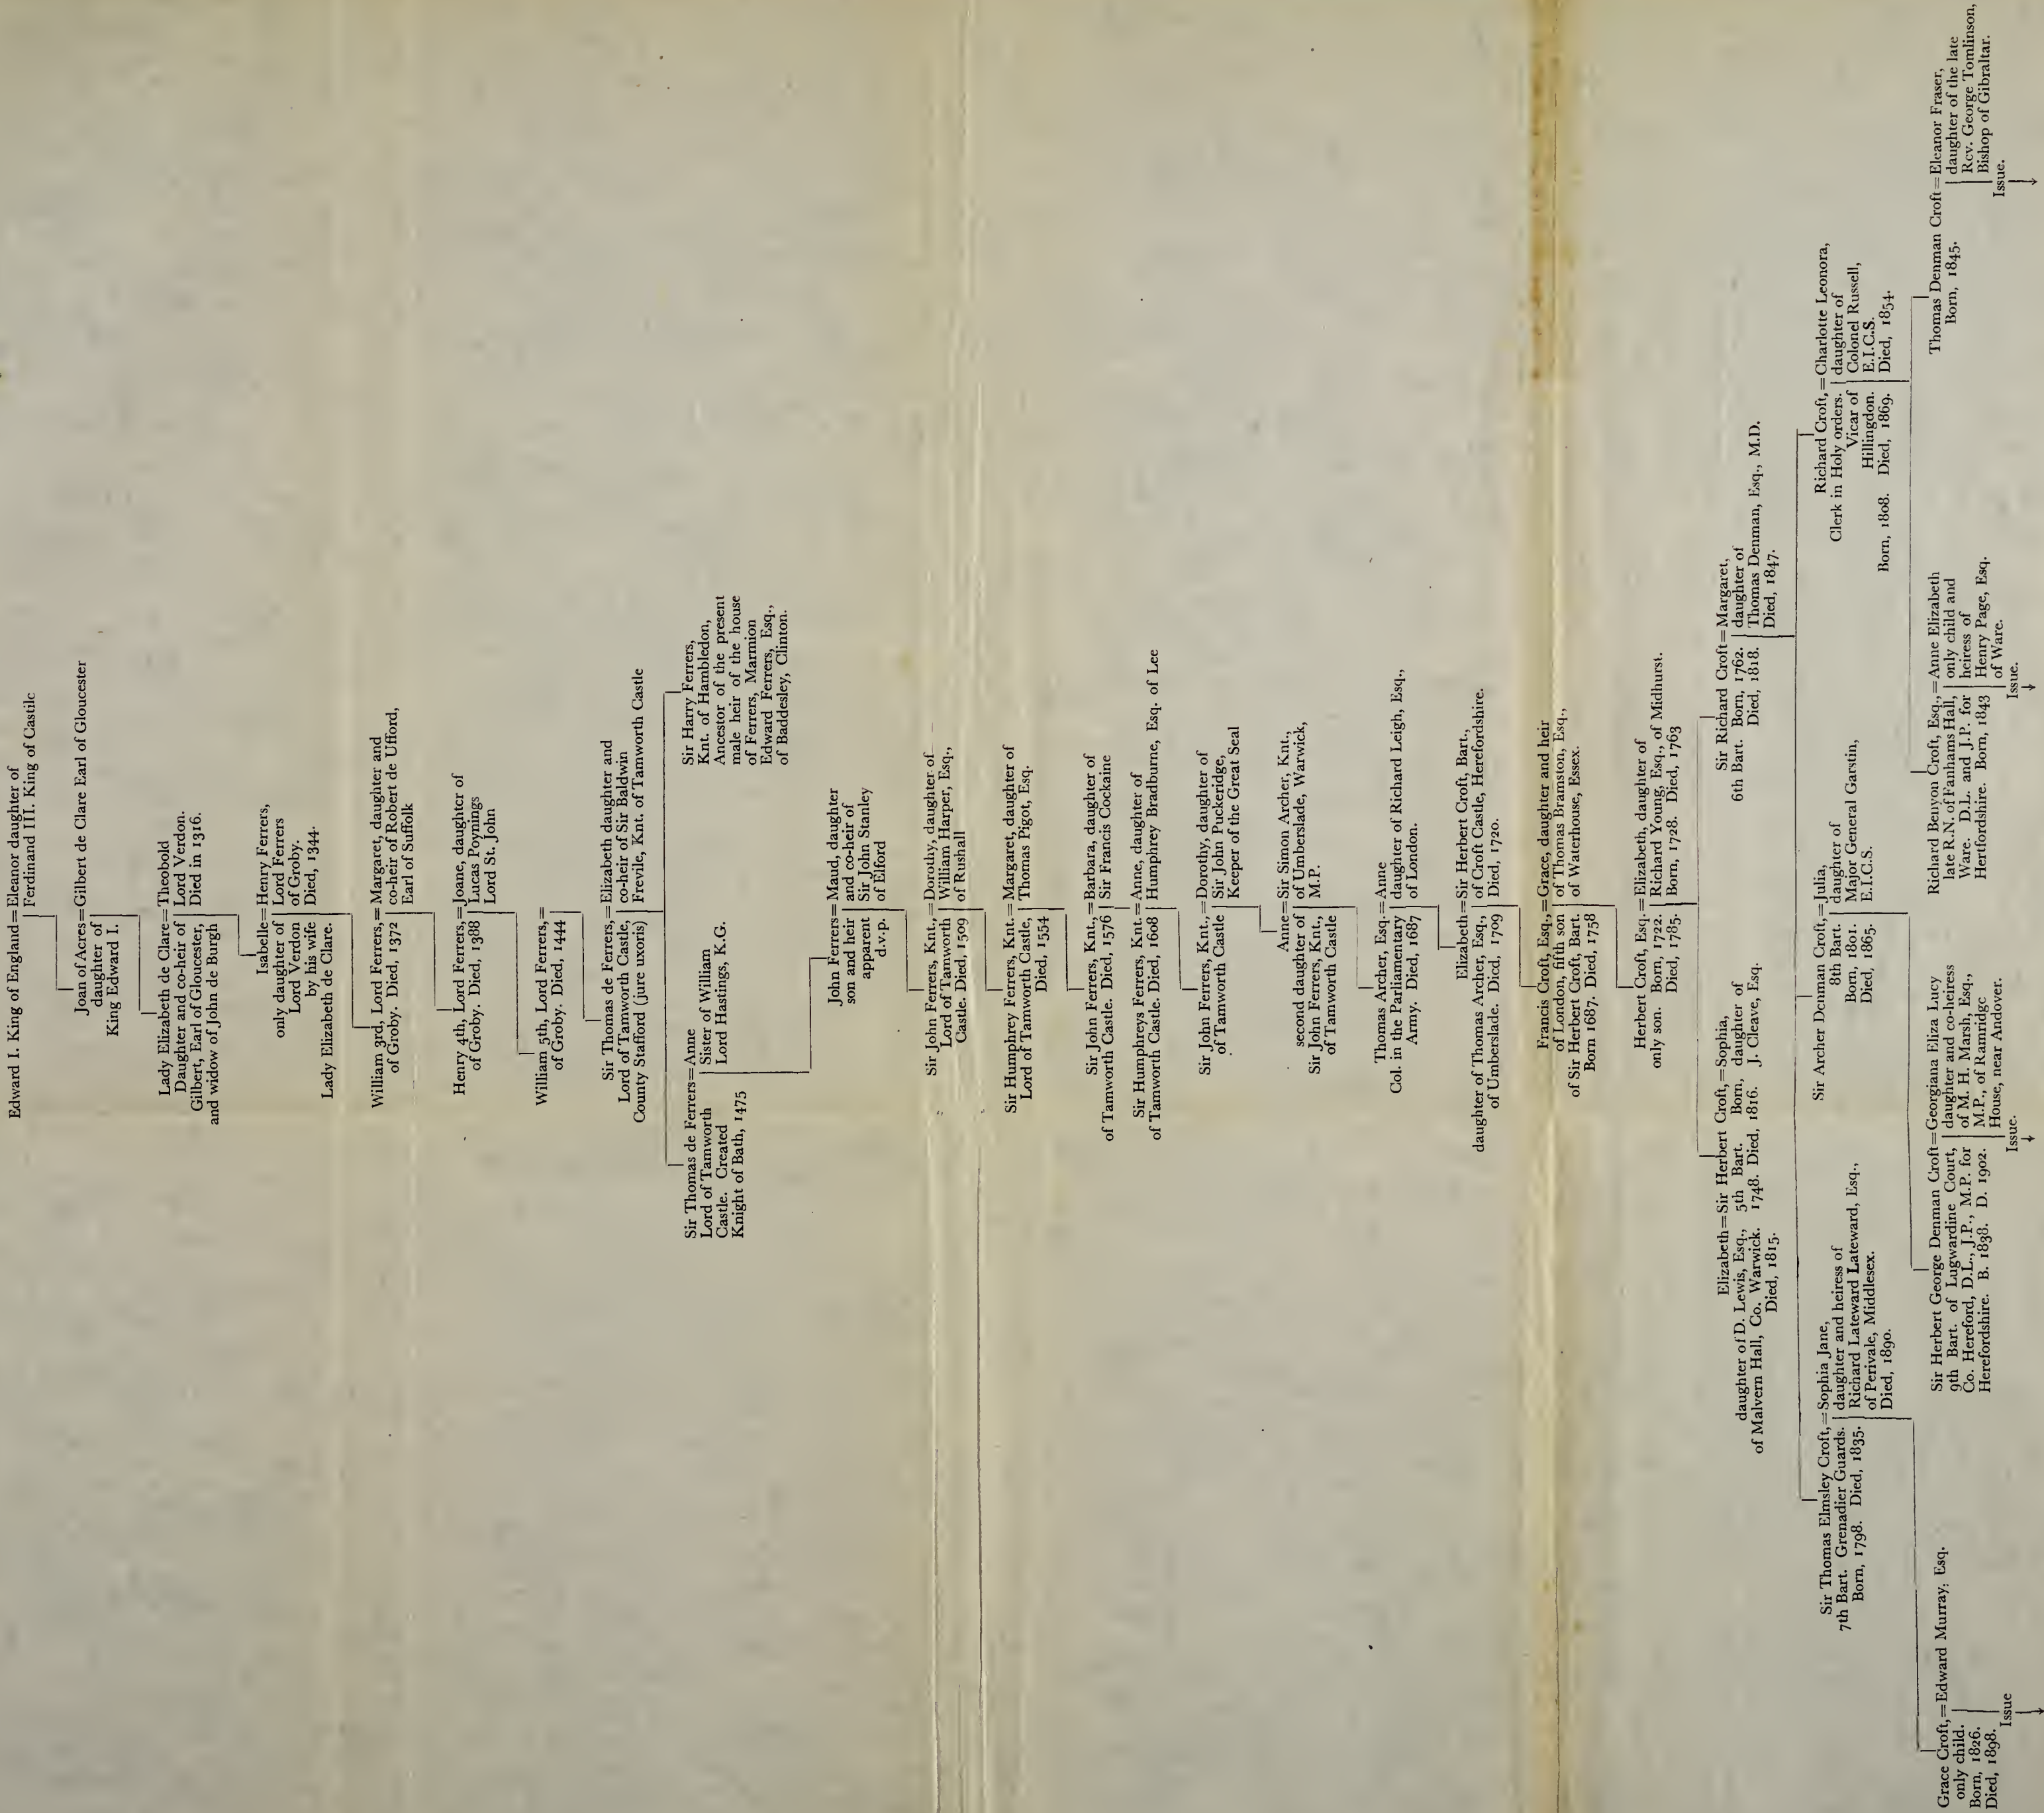 Edward I. King of England=Eleanor daughter of
Ferdinand III. King of Castile
Joan of Acres=Gilbert de Clare Earl of Gloucester
daughter of
King Edward I.
Lady Elizabeth de Clare=Theobold
Daughter and co-heir of Lord Verdon.
Gilbert, Earl of Gloucester, Died in 1316.
and widow of John de Burgh
Isabelle=Henry Ferrers,
only daughter of Lord Ferrers
Lord Verdon of Groby.
by his wife Died, 1344.
Lady Elizabeth de Clare.
William 3rd, Lord Ferrers,=Margaret, daughter and
of Groby. Died, 1372 co-heir of Robert de Ufford,
Earl of Suffolk
Henry 4th, Lord Ferrers,=Joane, daughter of
of Groby. Died, 1388 Lucas Poynings
Lord St. John
William 5th, Lord Ferrers,=
of Groby. Died, 1444
Sir Thomas de Ferrers,=Elizabeth daughter and
Lord of Tamworth Castle, co-heir of Sir Baldwin
County Stafford (jure uxoris) Frevile, Knt. of Tamworth Castle
Sir Thomas de Ferrers=Anne
Lord of Tamworth Sister of William
Castle. Created Lord Hastings, K.G.
Knight of Bath, 1475
Sir Harry Ferrers,
Knt. of Hambledon,
Ancestor of the present
male heir of the house
of Ferrers, Marmion
Edward Ferrers, Esq.,
of Baddesley, Clinton.
John Ferrers=Maud, daughter
son and heir and co-heir of
apparent Sir John Stanley
d.v.p. of Elford
Sir John Ferrers, Knt.,=Dorothy, daughter of
Lord of Tamworth William Harper, Esq.,
Castle. Died, 1509 of Rushall
Sir Humphrey Ferrers, Knt.=Margaret, daughter of
Lord of Tamworth Castle, Thomas Pigot, Esq.
Died, 1554
Sir John Ferrers, Knt.,=Barbara, daughter of
of Tamworth Castle. Died, 1576 Sir Francis Cockaine
Sir Humphreys Ferrers, Knt.=Anne, daughter of
of Tamworth Castle. Died, 1608 Humphrey Bradburne, Esq. of Lee
Sir John Ferrers, Knt.,=Dorothy, daughter of
of Tamworth Castle Sir John Puckeridge,
Keeper of the Great Seal
Anne=Sir Simon Archer, Knt.,
second daughter of of Umberslade, Warwick,
Sir John Ferrers, Knt., M.P.
of Tamworth Castle
Thomas Archer, Esq.=Anne
Col. in the Parliamentary daughter of Richard Leigh, Esq.,
Army. Died, 1687 of London.
Elizabeth=Sir Herbert Croft, Bart.,
daughter of Thomas Archer, Esq., of Croft Castle, Herefordshire.
of Umberslade. Died, 1709 Died, 1720.
Francis Croft, Esq.,=Grace, daughter and heir
of London, fifth son of Thomas Bramston, Esq.,
of Sir Herbert Croft, Bart. of Waterhouse, Essex.
Born 1687. Died, 1758
Herbert Croft, Esq.=Elizabeth, daughter of
only son. Born, 1722. Richard Young, Esq., of Midhurst.
Died, 1785. Born, 1728. Died, 1763
Elizabeth=Sir Herbert Croft,=Sophia,
daughter of D. Lewis, Esq., 5th Bart. Born, daughter of
of Malvern Hall, Co. Warwick. 1748. Died, 1816. J. Cleave, Esq.
Died, 1815.
Sir Richard Croft=Margaret,
6th Bart. Born, 1762. daughter of
Died, 1818. Thomas Denman, Esq., M.D.
Died, 1847.
Sir Thomas Elmsley Croft,=Sophia Jane,
7th Bart. Grenadier Guards. daughter and heiress of
Born, 1798. Died, 1835. Richard Lateward Lateward, Esq.,
of Perivale, Middlesex.
Died, 1890.
Sir Archer Denman Croft,=Julia,
8th Bart. daughter of
Born, 1801. Major General Garstin,
Died, 1865. E.I.C.S.
Richard Croft,=Charlotte Leonora,
Clerk in Holy orders. daughter of
Vicar of Colonel Russell,
Hillingdon. E.I.C.S.
Born, 1808. Died, 1869. Died, 1854.
Grace Croft,=Edward Murray, Esq.
only child.
Born, 1826.
Died, 1898.
Issue
Sir Herbert George Denman Croft=Georgiana Eliza Lucy
9th Bart. of Lugwardine Court, daughter and co-heiress
Co. Hereford, D.L., J.P., M.P. for of M. H. Marsh, Esq.,
Herefordshire. B. 1838. D. 1902. M.P., of Ramridge
House, near Andover.
Issue.
Richard Benyon Croft, Esq.,=Anne Elizabeth
late R.N. of Fanhams Hall, only child and
Ware. D.L. and J.P. for heiress of
Hertfordshire. Born, 1843 Henry Page, Esq.
of Ware.
Issue.
Thomas Denman Croft=Eleanor Fraser,
Born, 1845. daughter of the late
Rev. George Tomlinson,
Bishop of Gibraltar.
Issue.